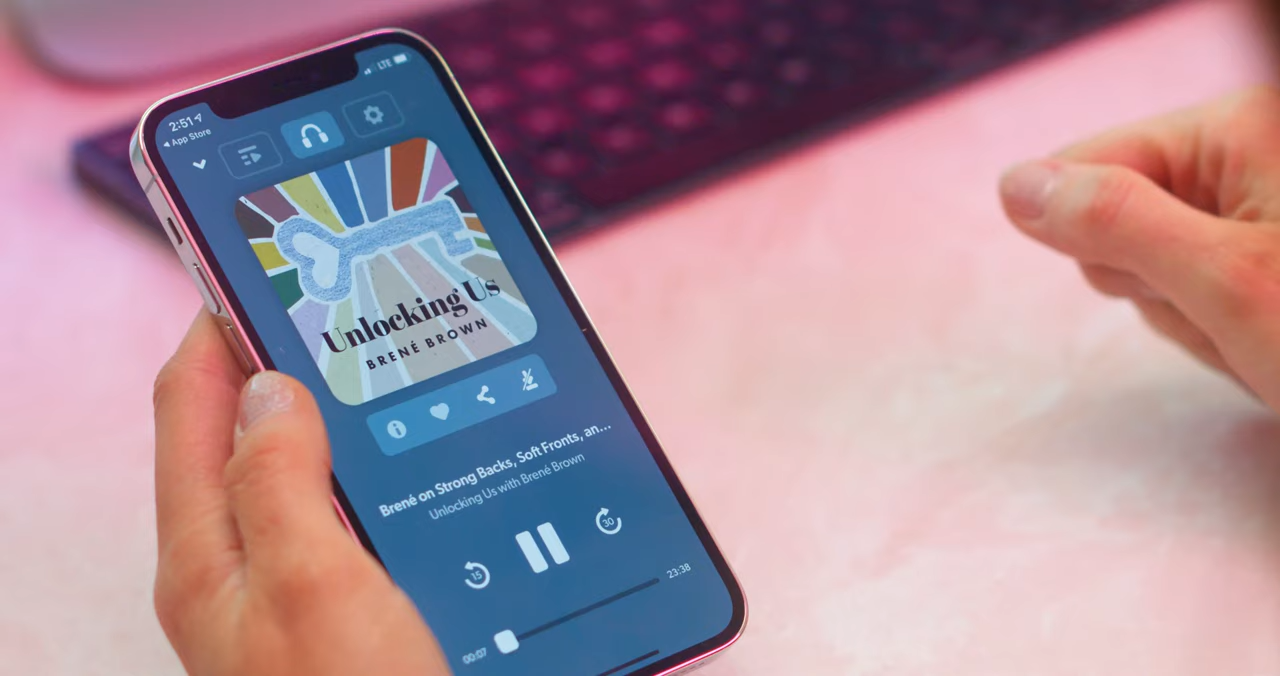 2:51
LTE
App Store
Unlocking Us
BRENÉ BROWN
Brené on Strong Backs, Soft Fronts, an...
Unlocking Us with Brené Brown
15
30
00:07
23:38